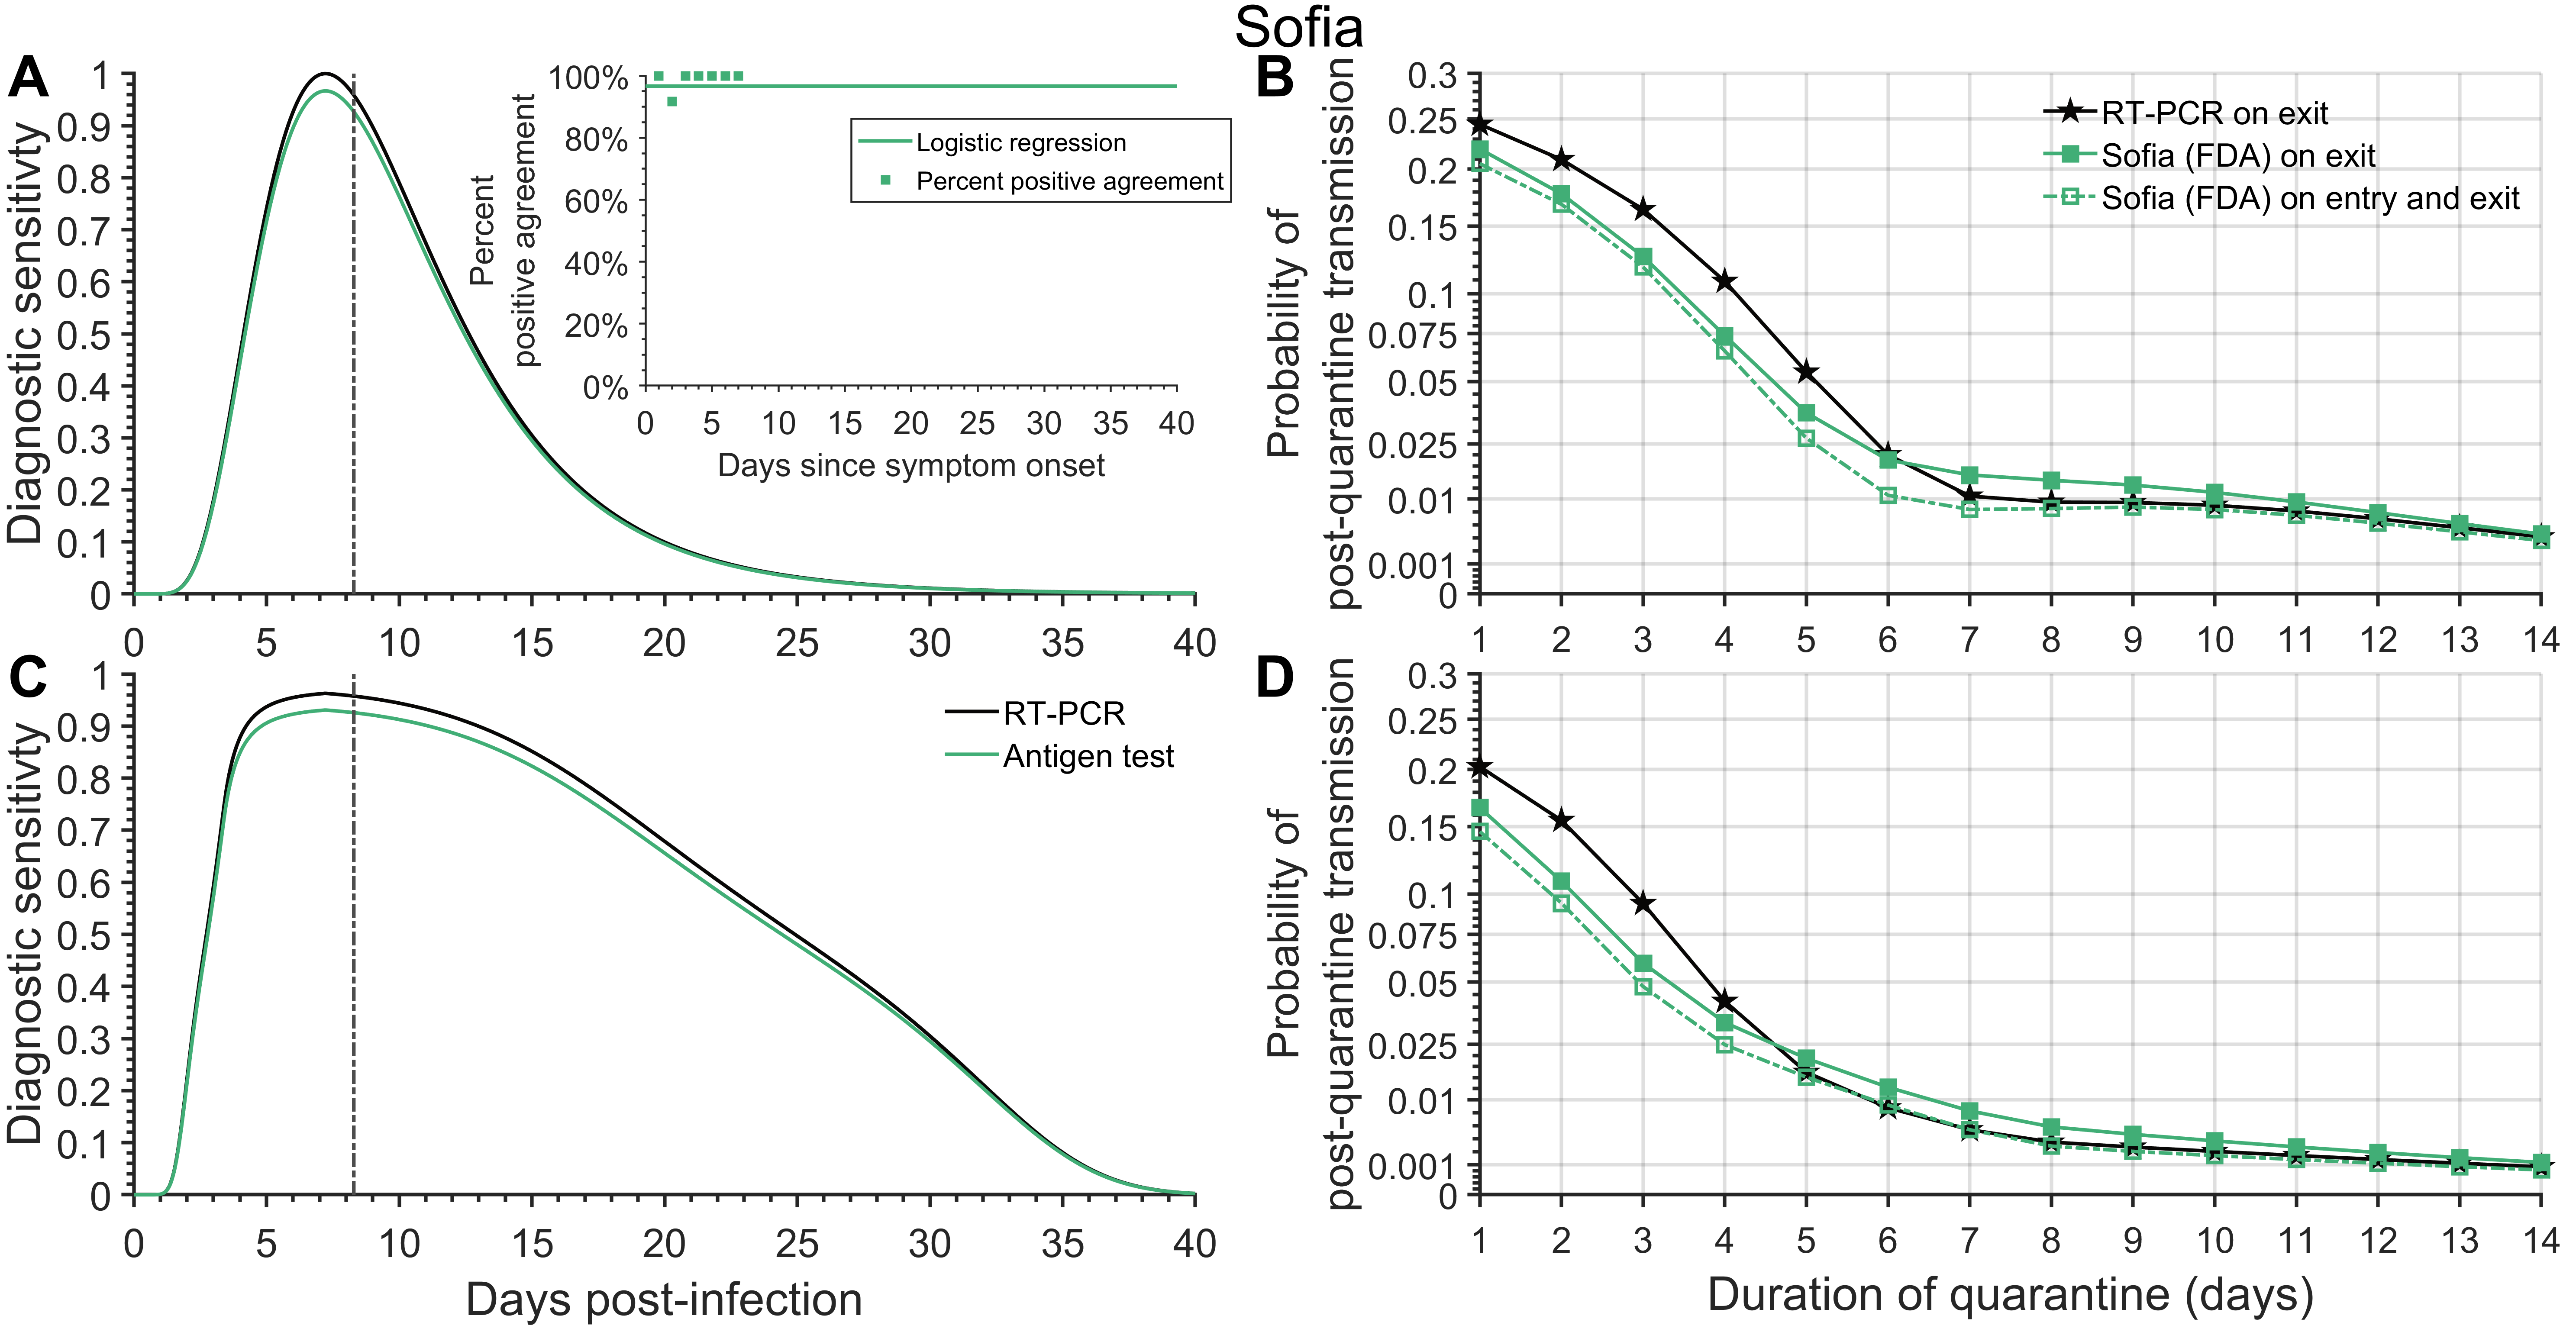 Sofia
A
1
0.9
0.8
0.7
0.6
0.5
0.4
0.3
0.2
0.1
0
Diagnostic sensitivty
0 5 10 15 20 25 30 35 40
100%
80%
60%
40%
20%
0%
Percent
positive agreement
Logistic regression
Percent positive agreement
0 5 10 15 20 25 30 35 40
Days since symptom onset
B
0.3
0.25
0.2
0.15
0.1
0.075
0.05
0.025
0.01
0.001
0
Probability of
post-quarantine transmission
RT-PCR on exit
Sofia (FDA) on exit
Sofia (FDA) on entry and exit
1 2 3 4 5 6 7 8 9 10 11 12 13 14
C
1
0.9
0.8
0.7
0.6
0.5
0.4
0.3
0.2
0.1
0
Diagnostic sensitivty
RT-PCR
Antigen test
0 5 10 15 20 25 30 35 40
Days post-infection
D
0.3
0.25
0.2
0.15
0.1
0.075
0.05
0.025
0.01
0.001
0
Probability of
post-quarantine transmission
1 2 3 4 5 6 7 8 9 10 11 12 13 14
Duration of quarantine (days)